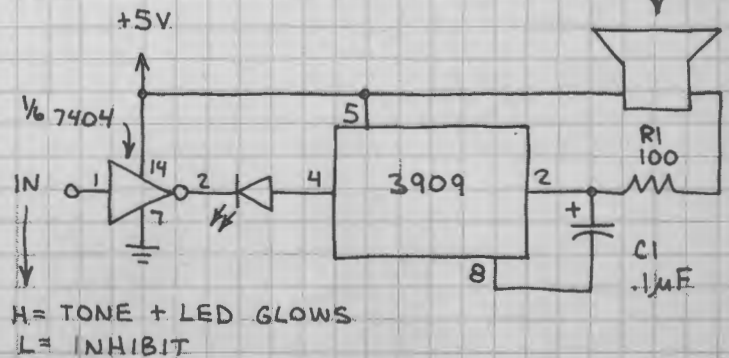 +5V
1/6 7404
14
IN
1
2
7
4
5
3909
2
8
R1
100
+
C1
.1µF
H = TONE + LED GLOWS
L = INHIBIT